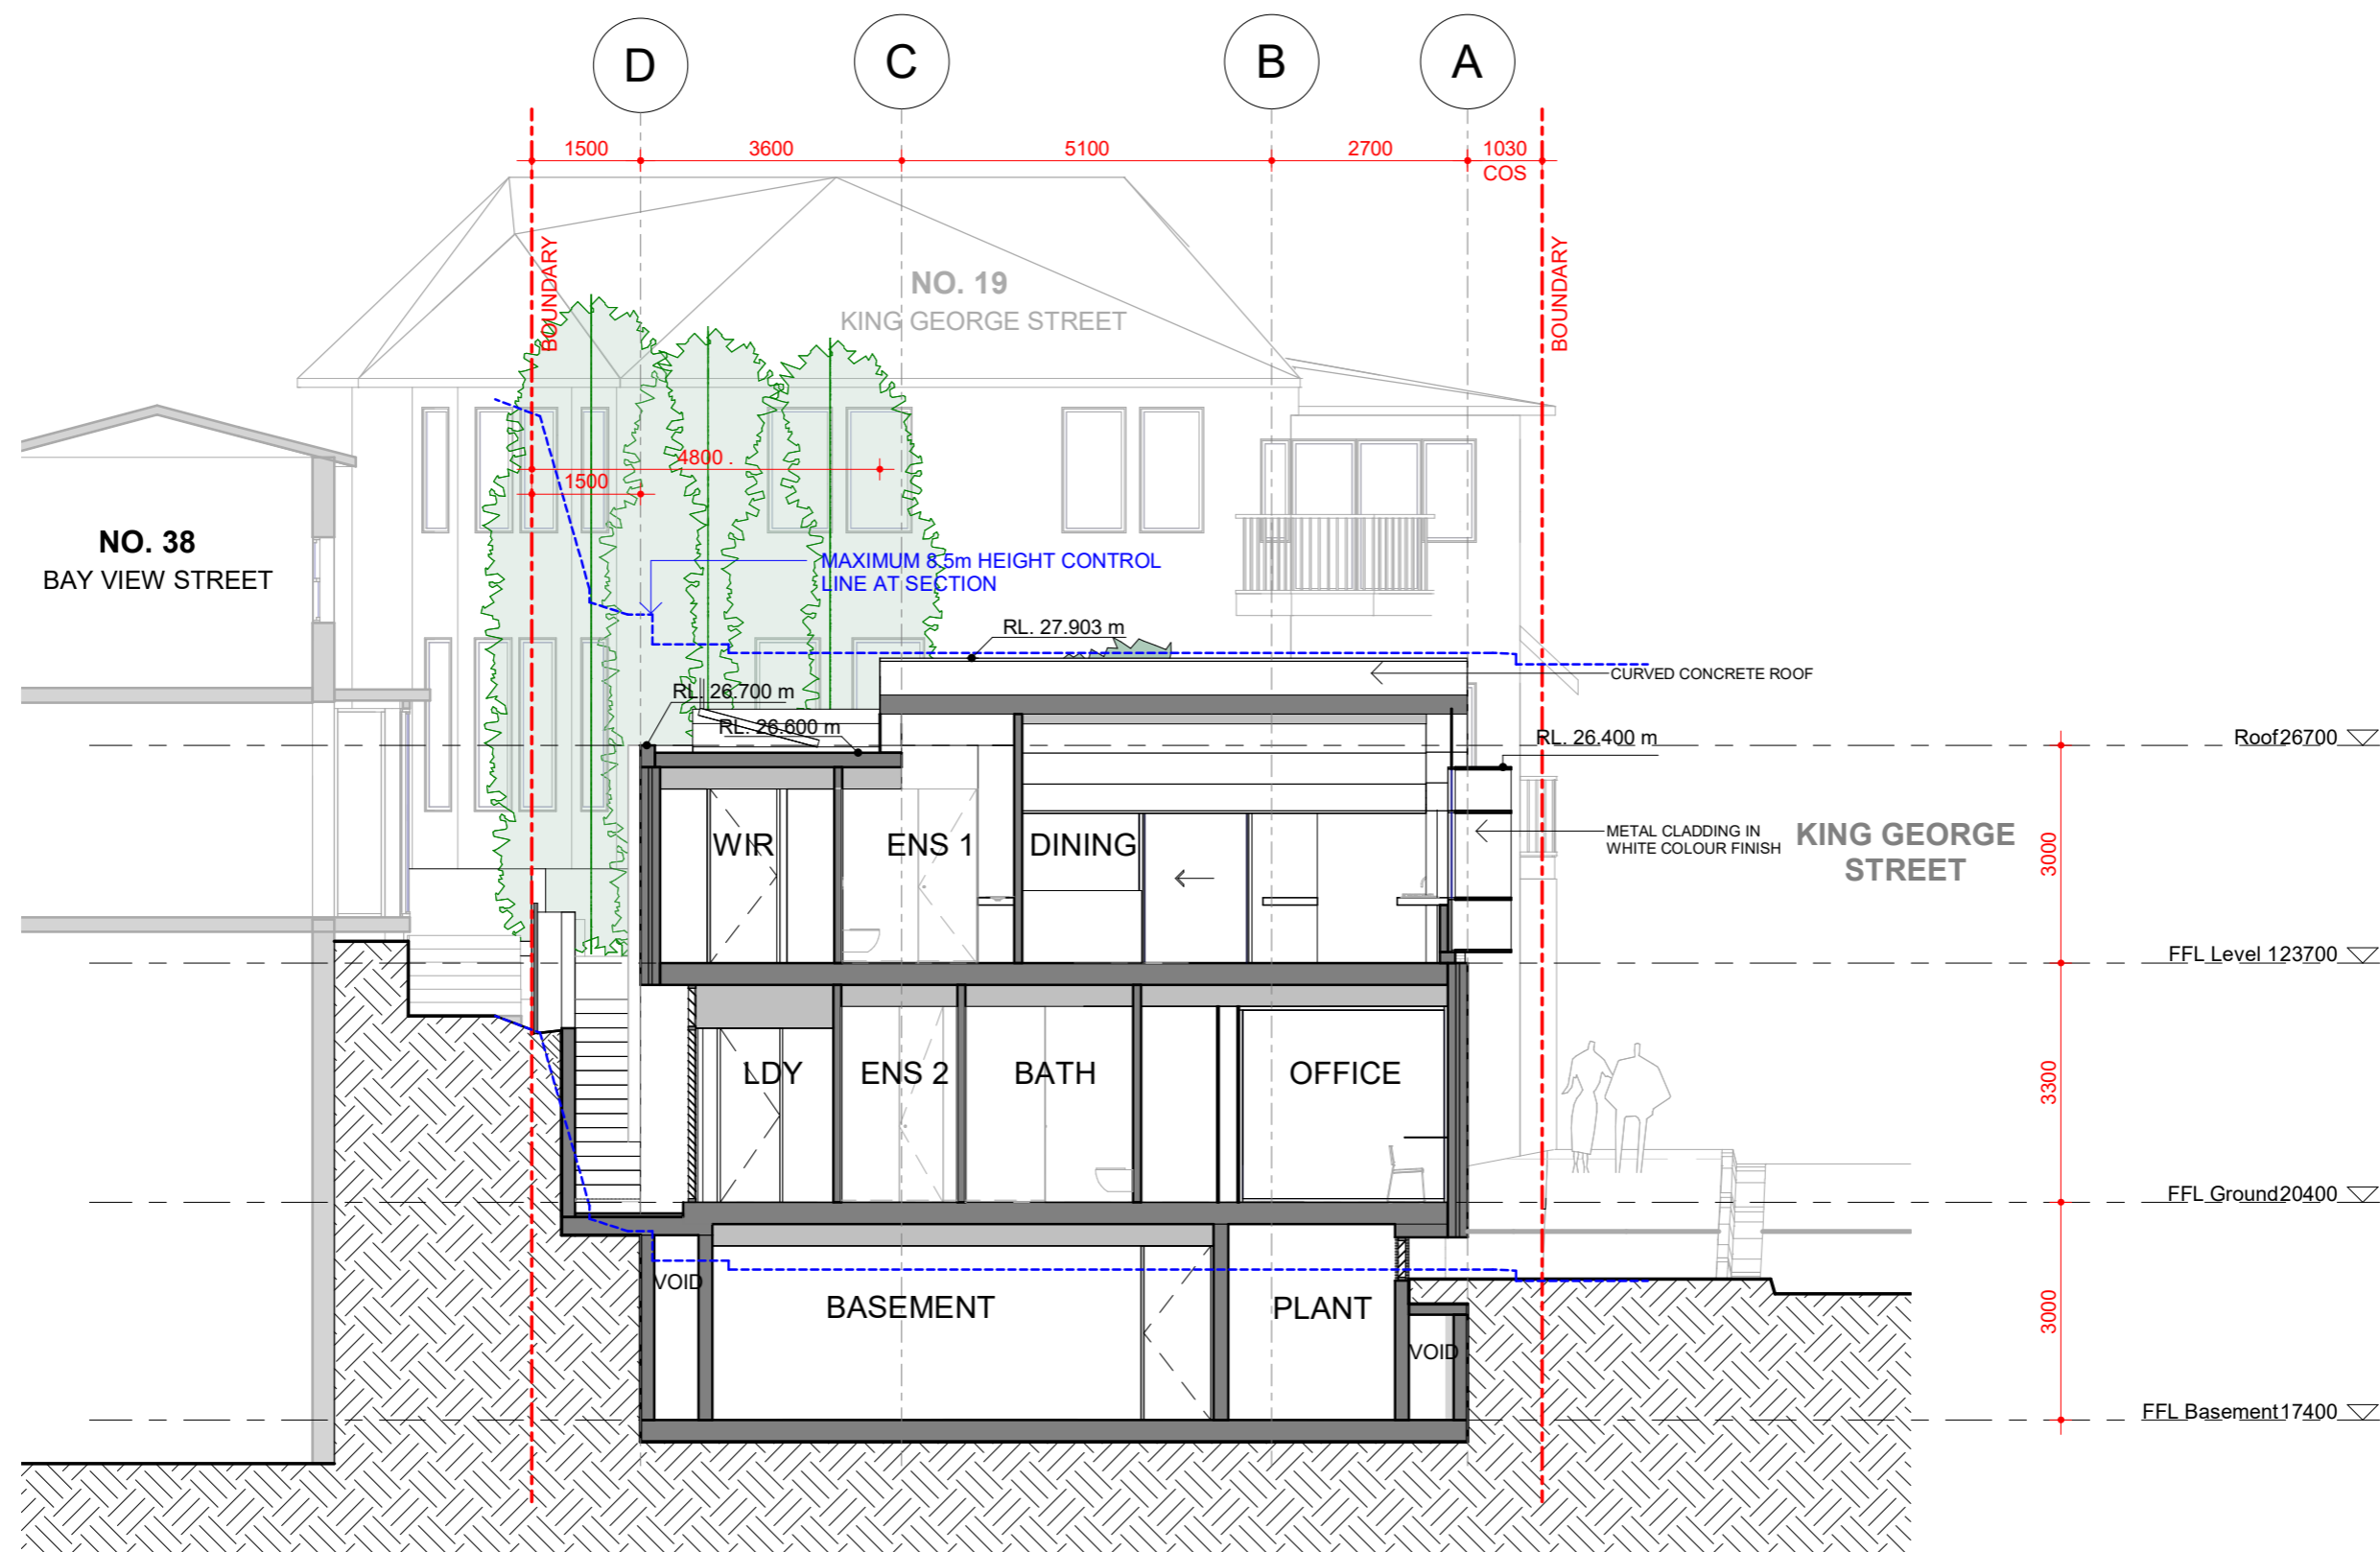 D
C
B
A
1500
3600
5100
2700
1030
COS
BOUNDARY
BOUNDARY
NO. 19
KING GEORGE STREET
4800 .
1500
NO. 38
BAY VIEW STREET
MAXIMUM 8.5m HEIGHT CONTROL
LINE AT SECTION
RL. 27.903 m
CURVED CONCRETE ROOF
RL. 26.700 m
RL. 26.600 m
RL. 26.400 m
Roof26700
WIR
ENS 1
DINING
METAL CLADDING IN
WHITE COLOUR FINISH
KING GEORGE
STREET
3000
FFL Level 123700
LDY
ENS 2
BATH
OFFICE
3300
FFL Ground20400
VOID
BASEMENT
PLANT
VOID
3000
FFL Basement17400